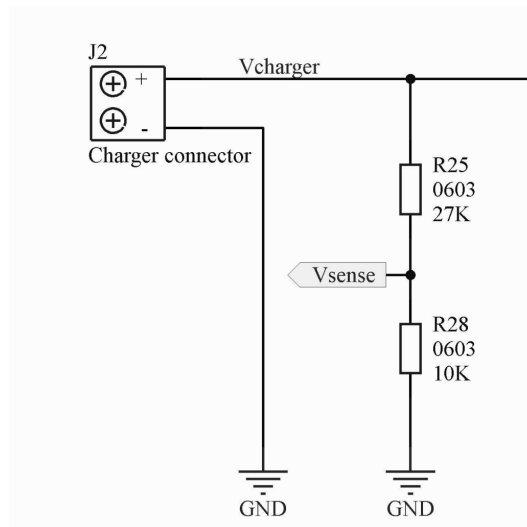 J2
+
-
Charger connector
Vcharger
R25
0603
27K
Vsense
R28
0603
10K
GND
GND